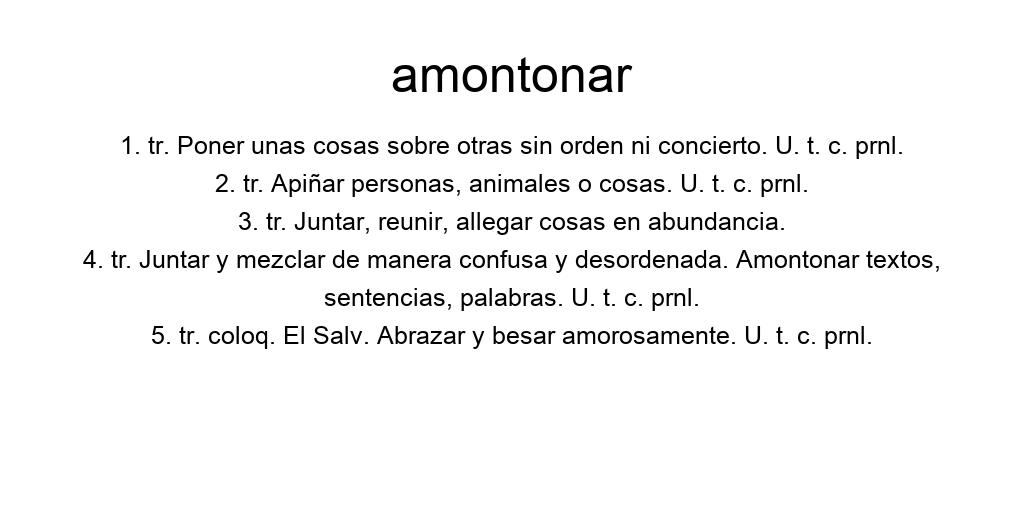 amontonar
1. tr. Poner unas cosas sobre otras sin orden ni concierto. U. t. c. prnl.
2. tr. Apiñar personas, animales o cosas. U. t. c. prnl.
3. tr. Juntar, reunir, allegar cosas en abundancia.
4. tr. Juntar y mezclar de manera confusa y desordenada. Amontonar textos,
sentencias, palabras. U. t. c. prnl.
5. tr. coloq. El Salv. Abrazar y besar amorosamente. U. t. c. prnl.